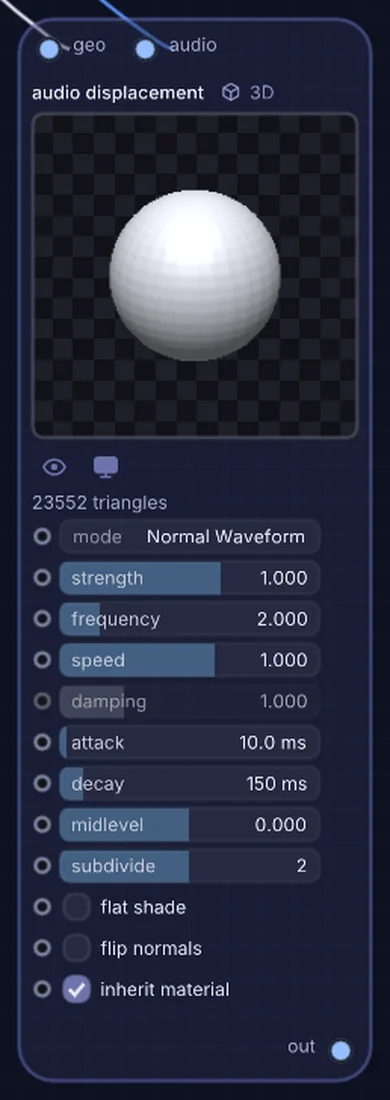 geo audio
audio displacement 3D
23552 triangles
mode Normal Waveform
strength 1.000
frequency 2.000
speed 1.000
damping 1.000
attack 10.0 ms
decay 150 ms
midlevel 0.000
subdivide 2
flat shade
flip normals
inherit material
out